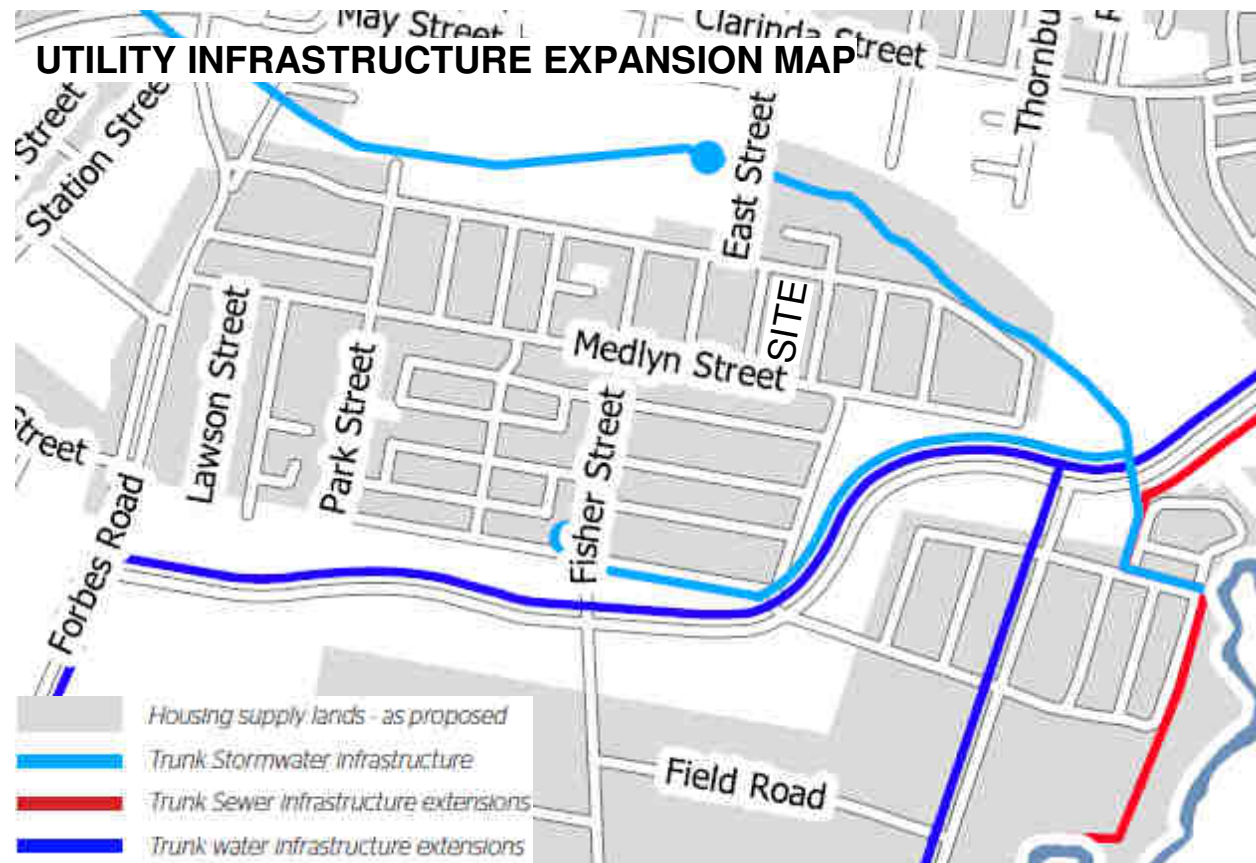 May Street
Clarinda Street
UTILITY INFRASTRUCTURE EXPANSION MAP
Street
Station Street
East Street
SITE
Medlyn Street
Lawson Street
Park Street
Fisher Street
Street
Forbes Road
Field Road
Housing supply lands - as proposed
Trunk Stormwater infrastructure
Trunk Sewer infrastructure extensions
Trunk water infrastructure extensions